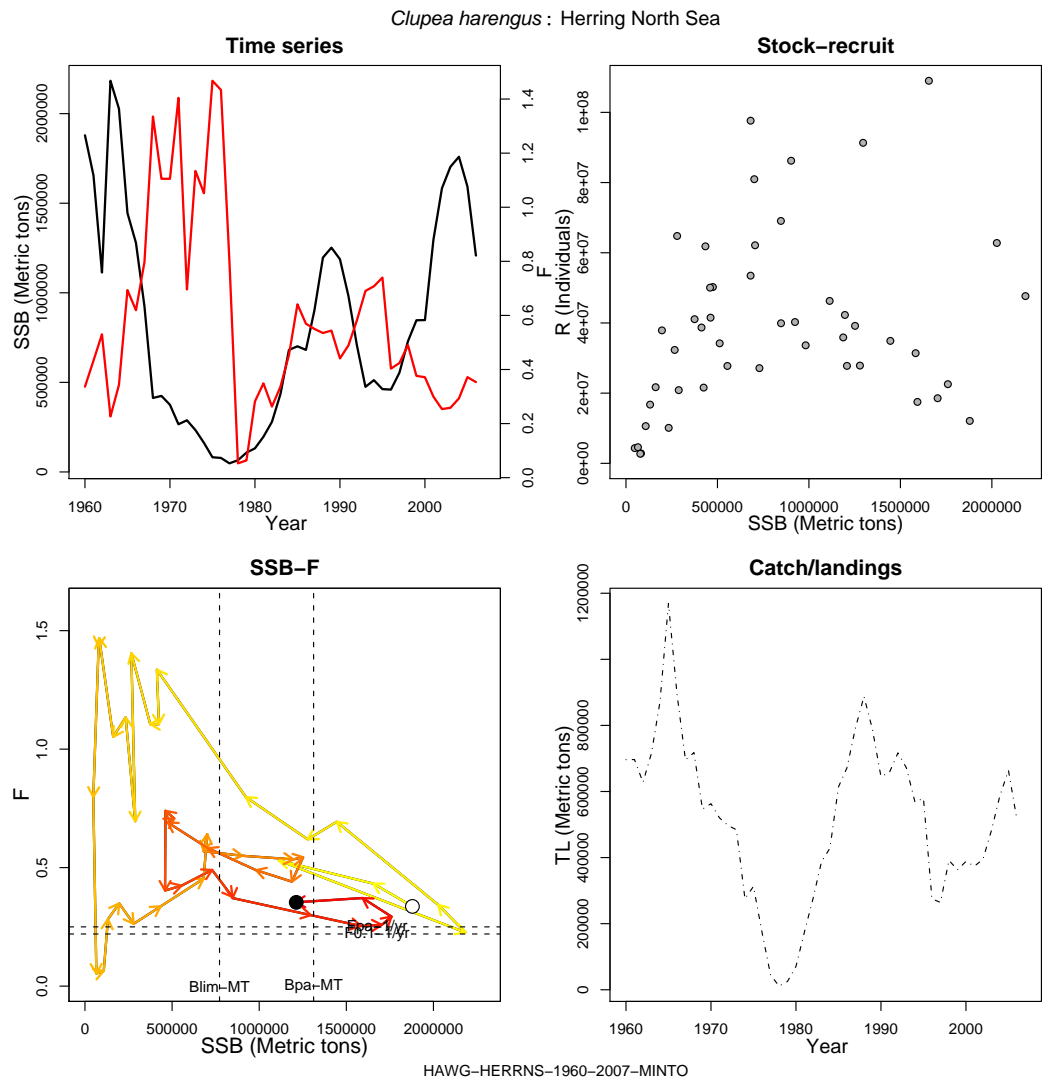 Clupea harengus : Herring North Sea
Time series
SSB (Metric tons)
0 500000 1000000 1500000 2000000
F
0.0 0.2 0.4 0.6 0.8 1.0 1.2 1.4
1960 1970 1980 1990 2000
Year
Stock−recruit
R (Individuals)
0e+00 2e+07 4e+07 6e+07 8e+07 1e+08
0 500000 1000000 1500000 2000000
SSB (Metric tons)
SSB−F
F
0.0 0.5 1.0 1.5
Fpa−1/yr
F0.1−1/yr
Blim−MT Bpa−MT
0 500000 1000000 1500000 2000000
SSB (Metric tons)
Catch/landings
TL (Metric tons)
0 200000 400000 600000 800000 1200000
1960 1970 1980 1990 2000
Year
HAWG−HERRNS−1960−2007−MINTO